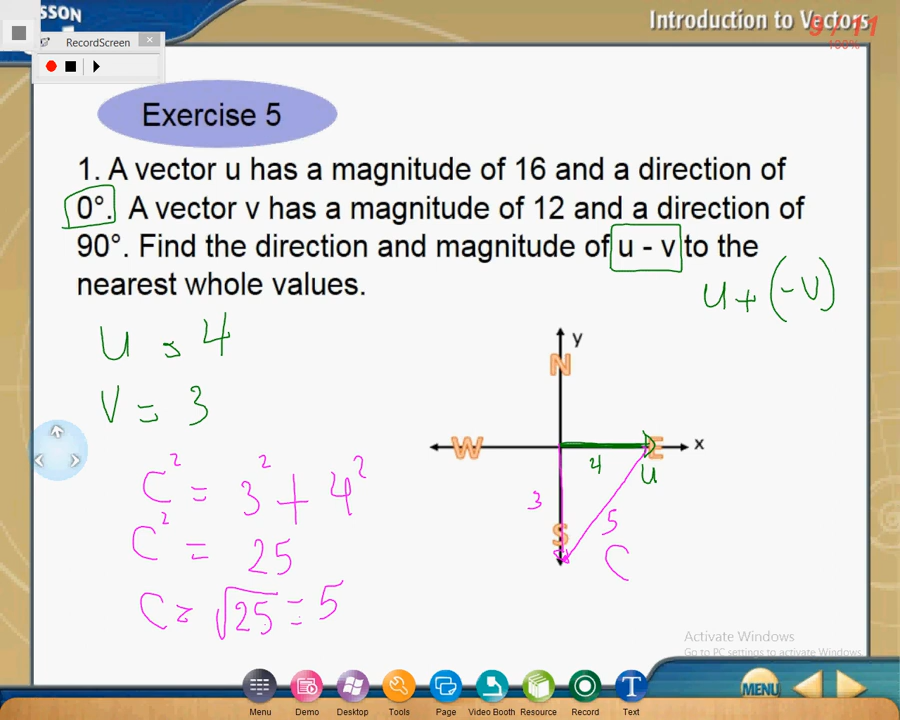 SSON
Introduction to Vectors
9 / 11
100%
RecordScreen
Exercise 5
1. A vector u has a magnitude of 16 and a direction of
0°. A vector v has a magnitude of 12 and a direction of
90°. Find the direction and magnitude of u - v to the
nearest whole values.
u + (-v)
u = 4
v = 3
C² = 3² + 4²
C² = 25
C = √25 = 5
y
N
W
E
x
4
u
3
S
5
C
Activate Windows
Go to PC settings to activate Windows.
Menu
Demo
Desktop
Tools
Page
Video Booth
Resource
Record
T
Text
MENU